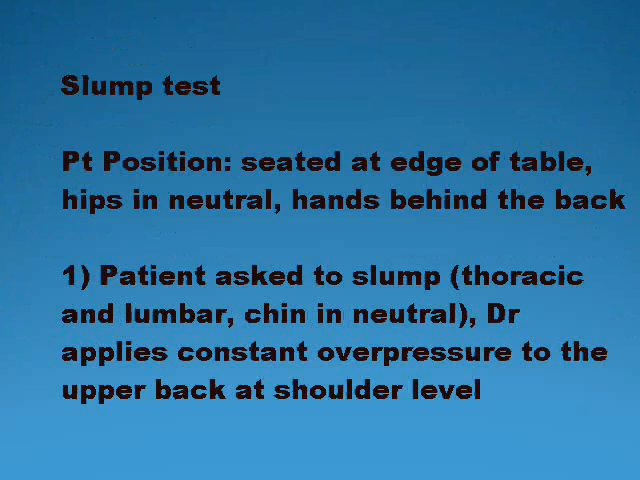 Slump test
Pt Position: seated at edge of table,
hips in neutral, hands behind the back
1) Patient asked to slump (thoracic
and lumbar, chin in neutral), Dr
applies constant overpressure to the
upper back at shoulder level